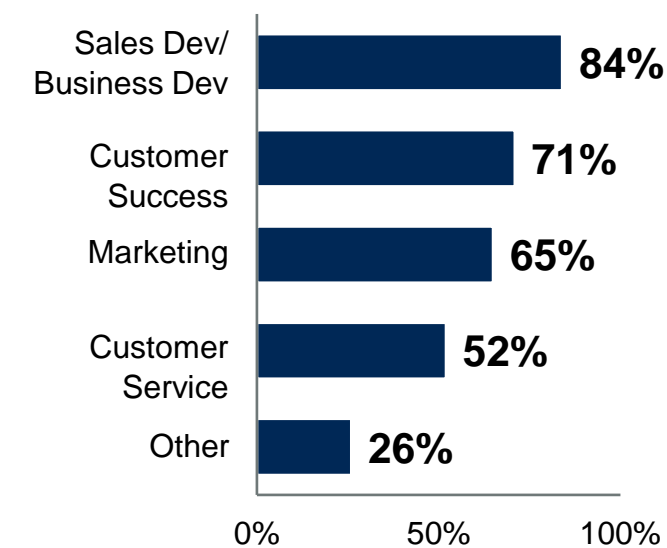 Sales Dev/
Business Dev
84%
Customer
Success
71%
Marketing
65%
Customer
Service
52%
Other
26%
0%
50%
100%